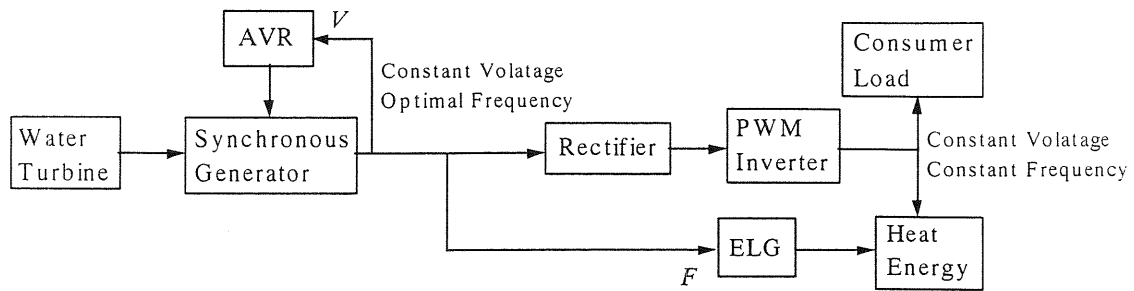 AVR
V
Constant Volatage
Optimal Frequency
Consumer
Load
Water
Turbine
Synchronous
Generator
Rectifier
PWM
Inverter
Constant Volatage
Constant Frequency
F
ELG
Heat
Energy